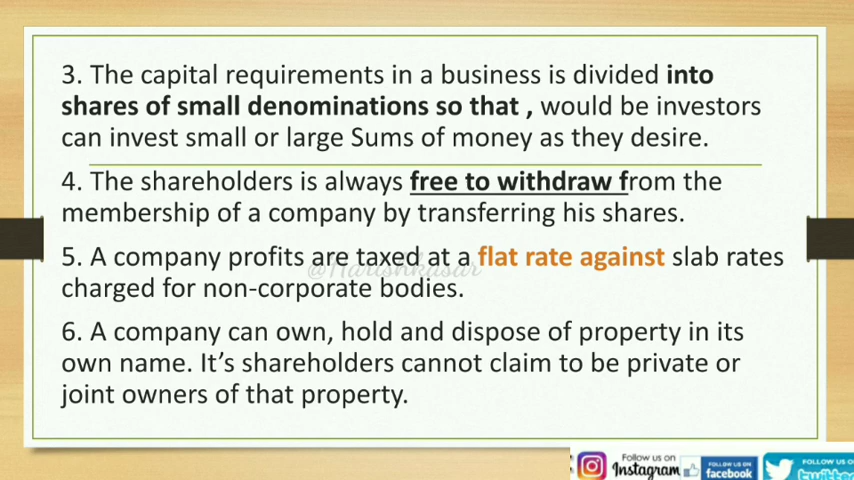 3. The capital requirements in a business is divided into
shares of small denominations so that , would be investors
can invest small or large Sums of money as they desire.
4. The shareholders is always free to withdraw from the
membership of a company by transferring his shares.
5. A company profits are taxed at a flat rate against slab rates
charged for non-corporate bodies.
@Harishkasar
6. A company can own, hold and dispose of property in its
own name. It’s shareholders cannot claim to be private or
joint owners of that property.
Follow us on
Instagram
FOLLOW US ON
facebook
FOLLOW US O
twitte